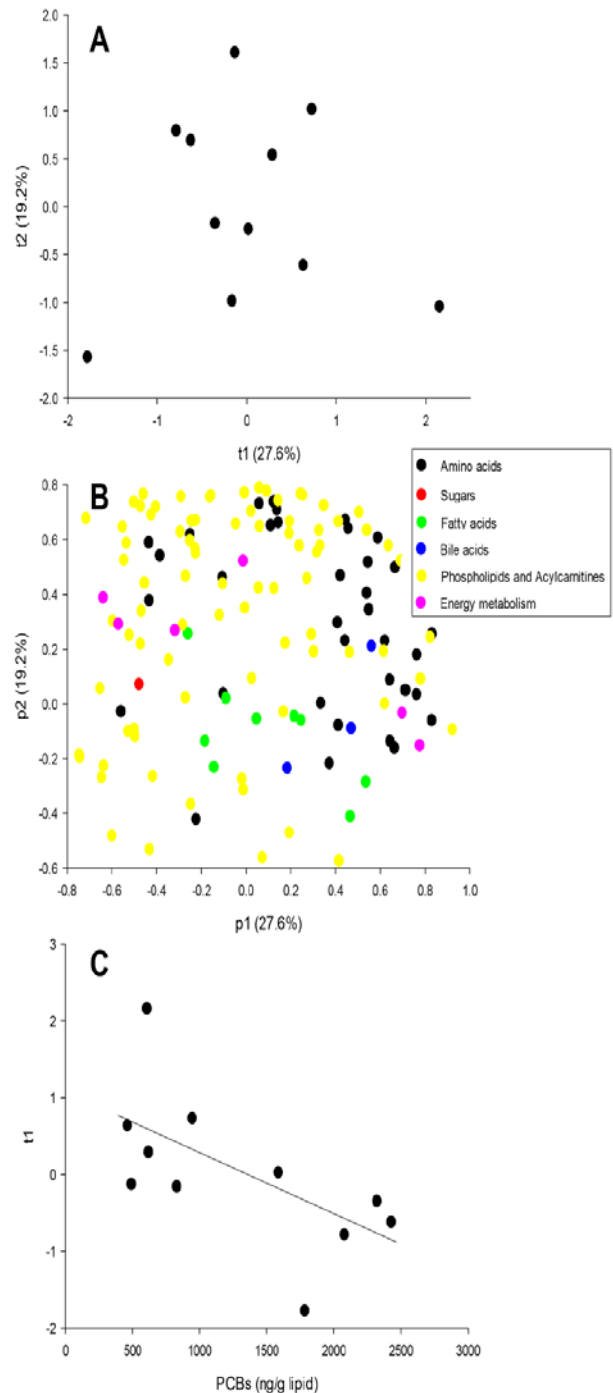 A
2.0
1.5
1.0
0.5
0.0
-0.5
-1.0
-1.5
-2.0
t2 (19.2%)
-2 -1 0 1 2
t1 (27.6%)
B
0.8
0.6
0.4
0.2
0.0
-0.2
-0.4
-0.6
p2 (19.2%)
-0.8 -0.6 -0.4 -0.2 0.0 0.2 0.4 0.6 0.8 1.0
p1 (27.6%)
Amino acids
Sugars
Fatty acids
Bile acids
Phospholipids and Acylcarnitines
Energy metabolism
C
3
2
1
0
-1
-2
t1
0 500 1000 1500 2000 2500 3000
PCBs (ng/g lipid)